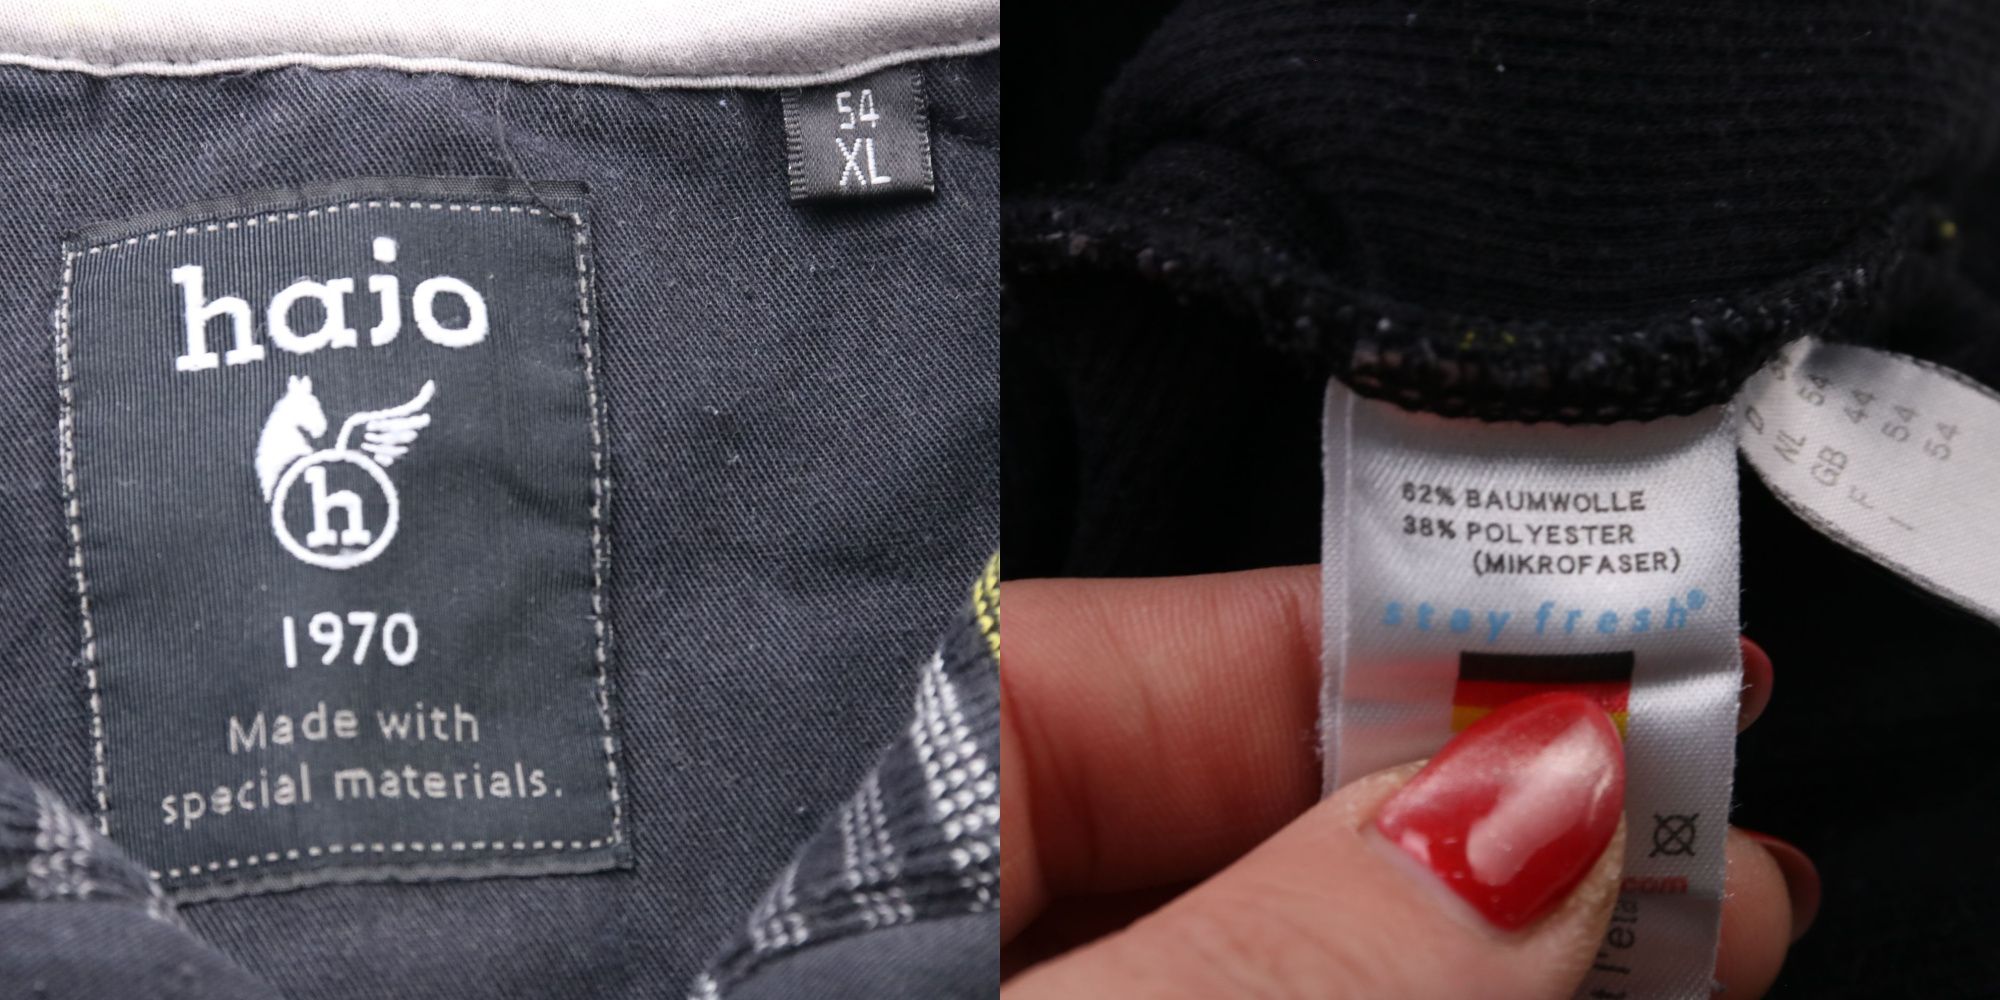 54
XL
hajo
h
1970
Made with
special materials.
62% BAUMWOLLE
38% POLYESTER
(MIKROFASER)
stay fresh®
D
NL 54
GB 44
F 54
I 54
com